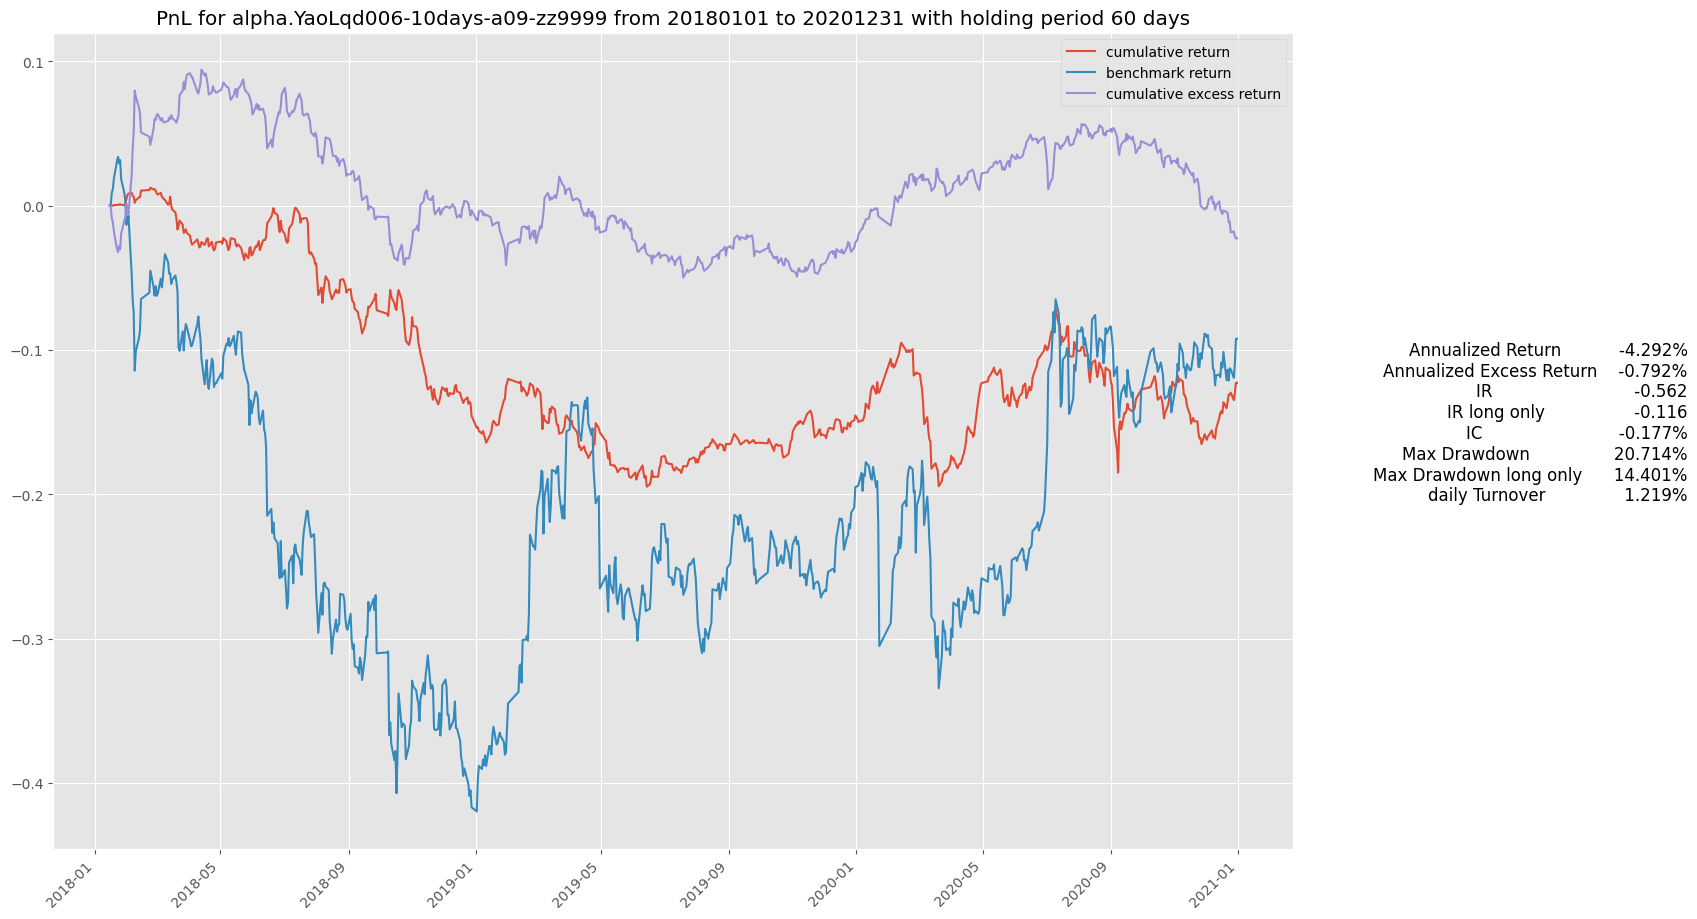 PnL for alpha.YaoLqd006-10days-a09-zz9999 from 20180101 to 20201231 with holding period 60 days
cumulative return
benchmark return
cumulative excess return
0.1
0.0
−0.1
−0.2
−0.3
−0.4
2018-01
2018-05
2018-09
2019-01
2019-05
2019-09
2020-01
2020-05
2020-09
2021-01
Annualized Return -4.292%
Annualized Excess Return -0.792%
IR -0.562
IR long only -0.116
IC -0.177%
Max Drawdown 20.714%
Max Drawdown long only 14.401%
daily Turnover 1.219%